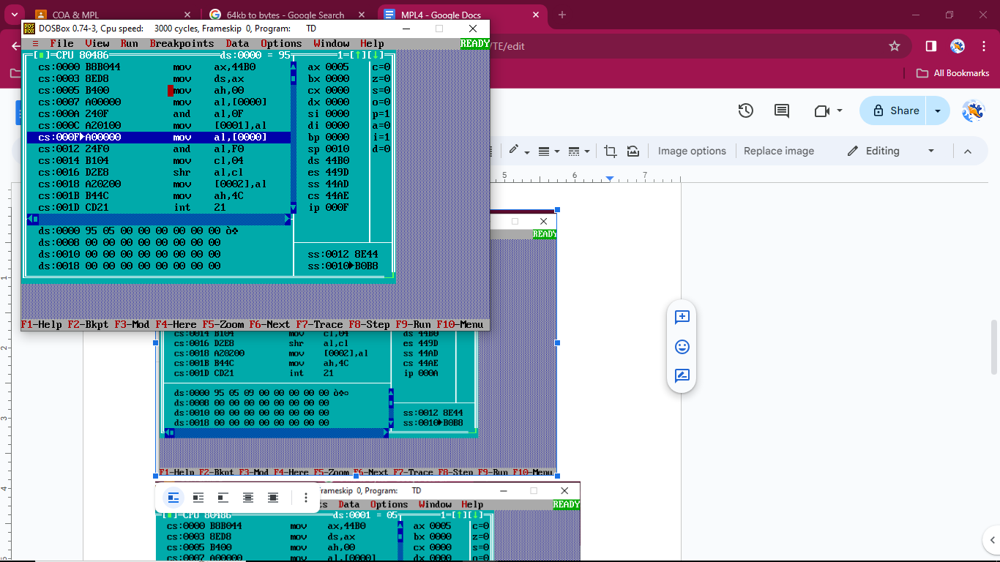 COA & MPL
64kb to bytes - Google Search
MPL4 - Google Docs
DOSBox 0.74-3, Cpu speed: 3000 cycles, Frameskip 0, Program: TD
≡ File View Run Breakpoints Data Options Window Help READY
YTE/edit
All Bookmarks
[■]=CPU 80486 ds:0000 = 95 1=[↑][↓]
cs:0000 B8B044 mov ax,44B0 ax 0005 c=0
cs:0003 8ED8 mov ds,ax bx 0000 z=0
cs:0005 B400 mov ah,00 cx 0000 s=0
cs:0007 A00000 mov al,[0000] dx 0000 o=0
cs:000A 240F and al,0F si 0000 p=1
cs:000C A20100 mov [0001],al di 0000 a=0
cs:000F►A00000 mov al,[0000] bp 0000 i=1
cs:0012 24F0 and al,F0 sp 0010 d=0
cs:0014 B104 mov cl,04 ds 44B0
cs:0016 D2E8 shr al,cl es 449D
cs:0018 A20200 mov [0002],al ss 44AD
cs:001B B44C mov ah,4C cs 44AE
cs:001D CD21 int 21 ip 000F
ds:0000 95 05 00 00 00 00 00 00 ò♣
ds:0008 00 00 00 00 00 00 00 00
ds:0010 00 00 00 00 00 00 00 00 ss:0012 8E44
ds:0018 00 00 00 00 00 00 00 00 ss:0010►B0B8
F1-Help F2-Bkpt F3-Mod F4-Here F5-Zoom F6-Next F7-Trace F8-Step F9-Run F10-Menu
Share
Image options
Replace image
Editing
5 6 7
READY
cs:0014 B104 mov cl,04 ds 44B0
cs:0016 D2E8 shr al,cl es 449D
cs:0018 A20200 mov [0002],al ss 44AD
cs:001B B44C mov ah,4C cs 44AE
cs:001D CD21 int 21 ip 000A
ds:0000 95 05 09 00 00 00 00 00 ò♣○
ds:0008 00 00 00 00 00 00 00 00
ds:0010 00 00 00 00 00 00 00 00 ss:0012 8E44
ds:0018 00 00 00 00 00 00 00 00 ss:0010►B0B8
F1-Help F2-Bkpt F3-Mod F4-Here F5-Zoom F6-Next F7-Trace F8-Step F9-Run F10-Menu
1
2
3
4
5
Frameskip 0, Program: TD
ts Data Options Window Help READY
[■]=CPU 80486 ds:0001 = 05 1=[↑][↓]
cs:0000 B8B044 mov ax,44B0 ax 0005 c=0
cs:0003 8ED8 mov ds,ax bx 0000 z=0
cs:0005 B400 mov ah,00 cx 0000 s=0
cs:0007 A00000 mov al,[0000] dx 0000 o=0